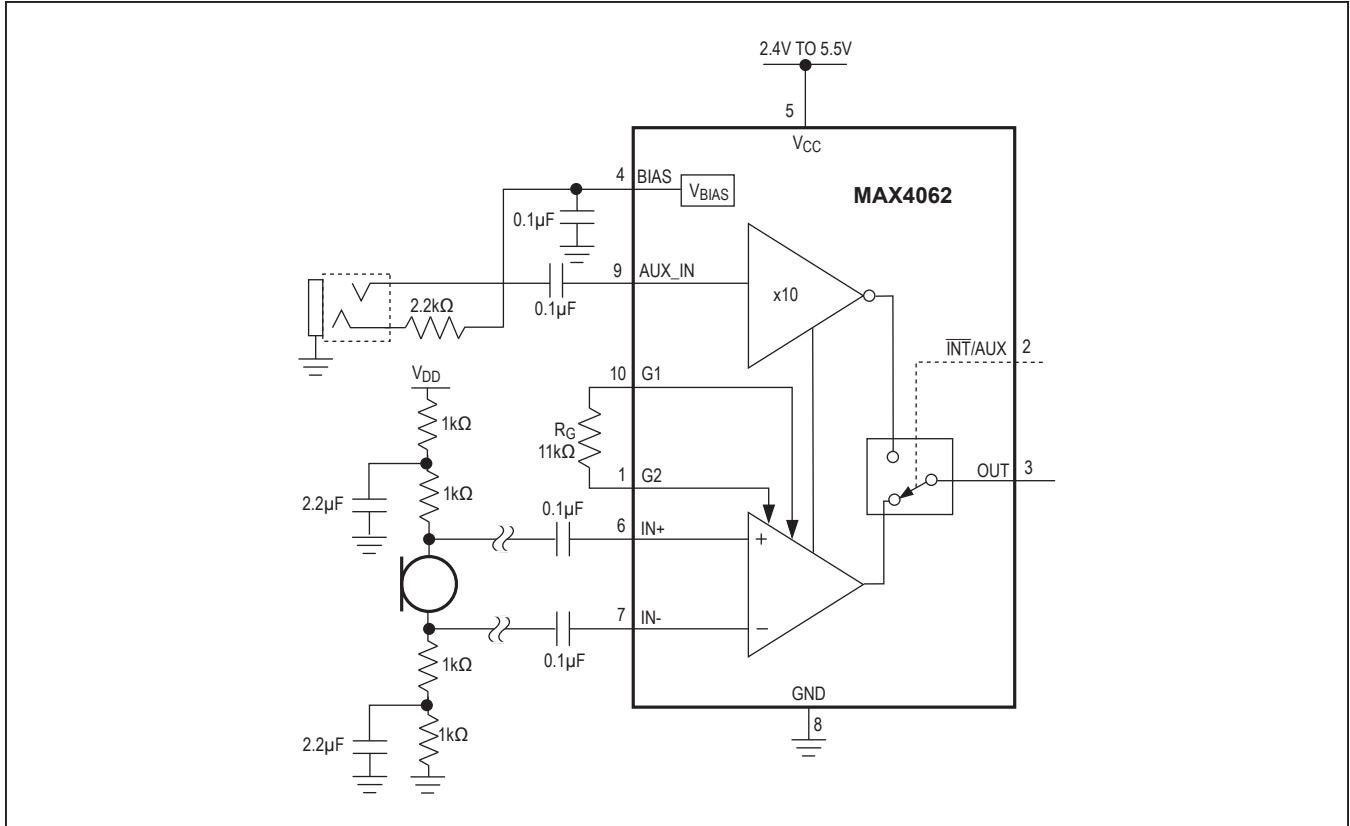 2.4V TO 5.5V
5
VCC
MAX4062
4 BIAS
VBIAS
0.1µF
9 AUX_IN
x10
0.1µF
2.2kΩ
INT/AUX 2
VDD
10 G1
1kΩ
RG
11kΩ
OUT 3
1 G2
1kΩ
2.2µF
0.1µF
6 IN+
+
7 IN-
−
0.1µF
1kΩ
GND
8
1kΩ
2.2µF